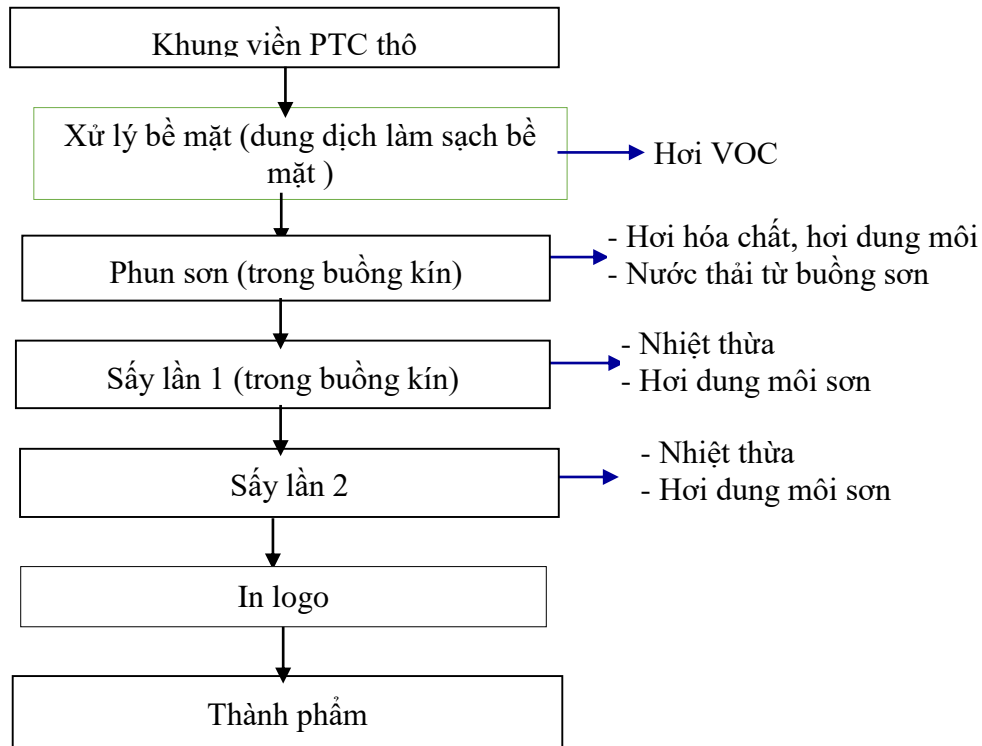 Khung viền PTC thô
Xử lý bề mặt (dung dịch làm sạch bề
mặt )
Hơi VOC
Phun sơn (trong buồng kín)
- Hơi hóa chất, hơi dung môi
- Nước thải từ buồng sơn
Sấy lần 1 (trong buồng kín)
- Nhiệt thừa
- Hơi dung môi sơn
Sấy lần 2
- Nhiệt thừa
- Hơi dung môi sơn
In logo
Thành phẩm